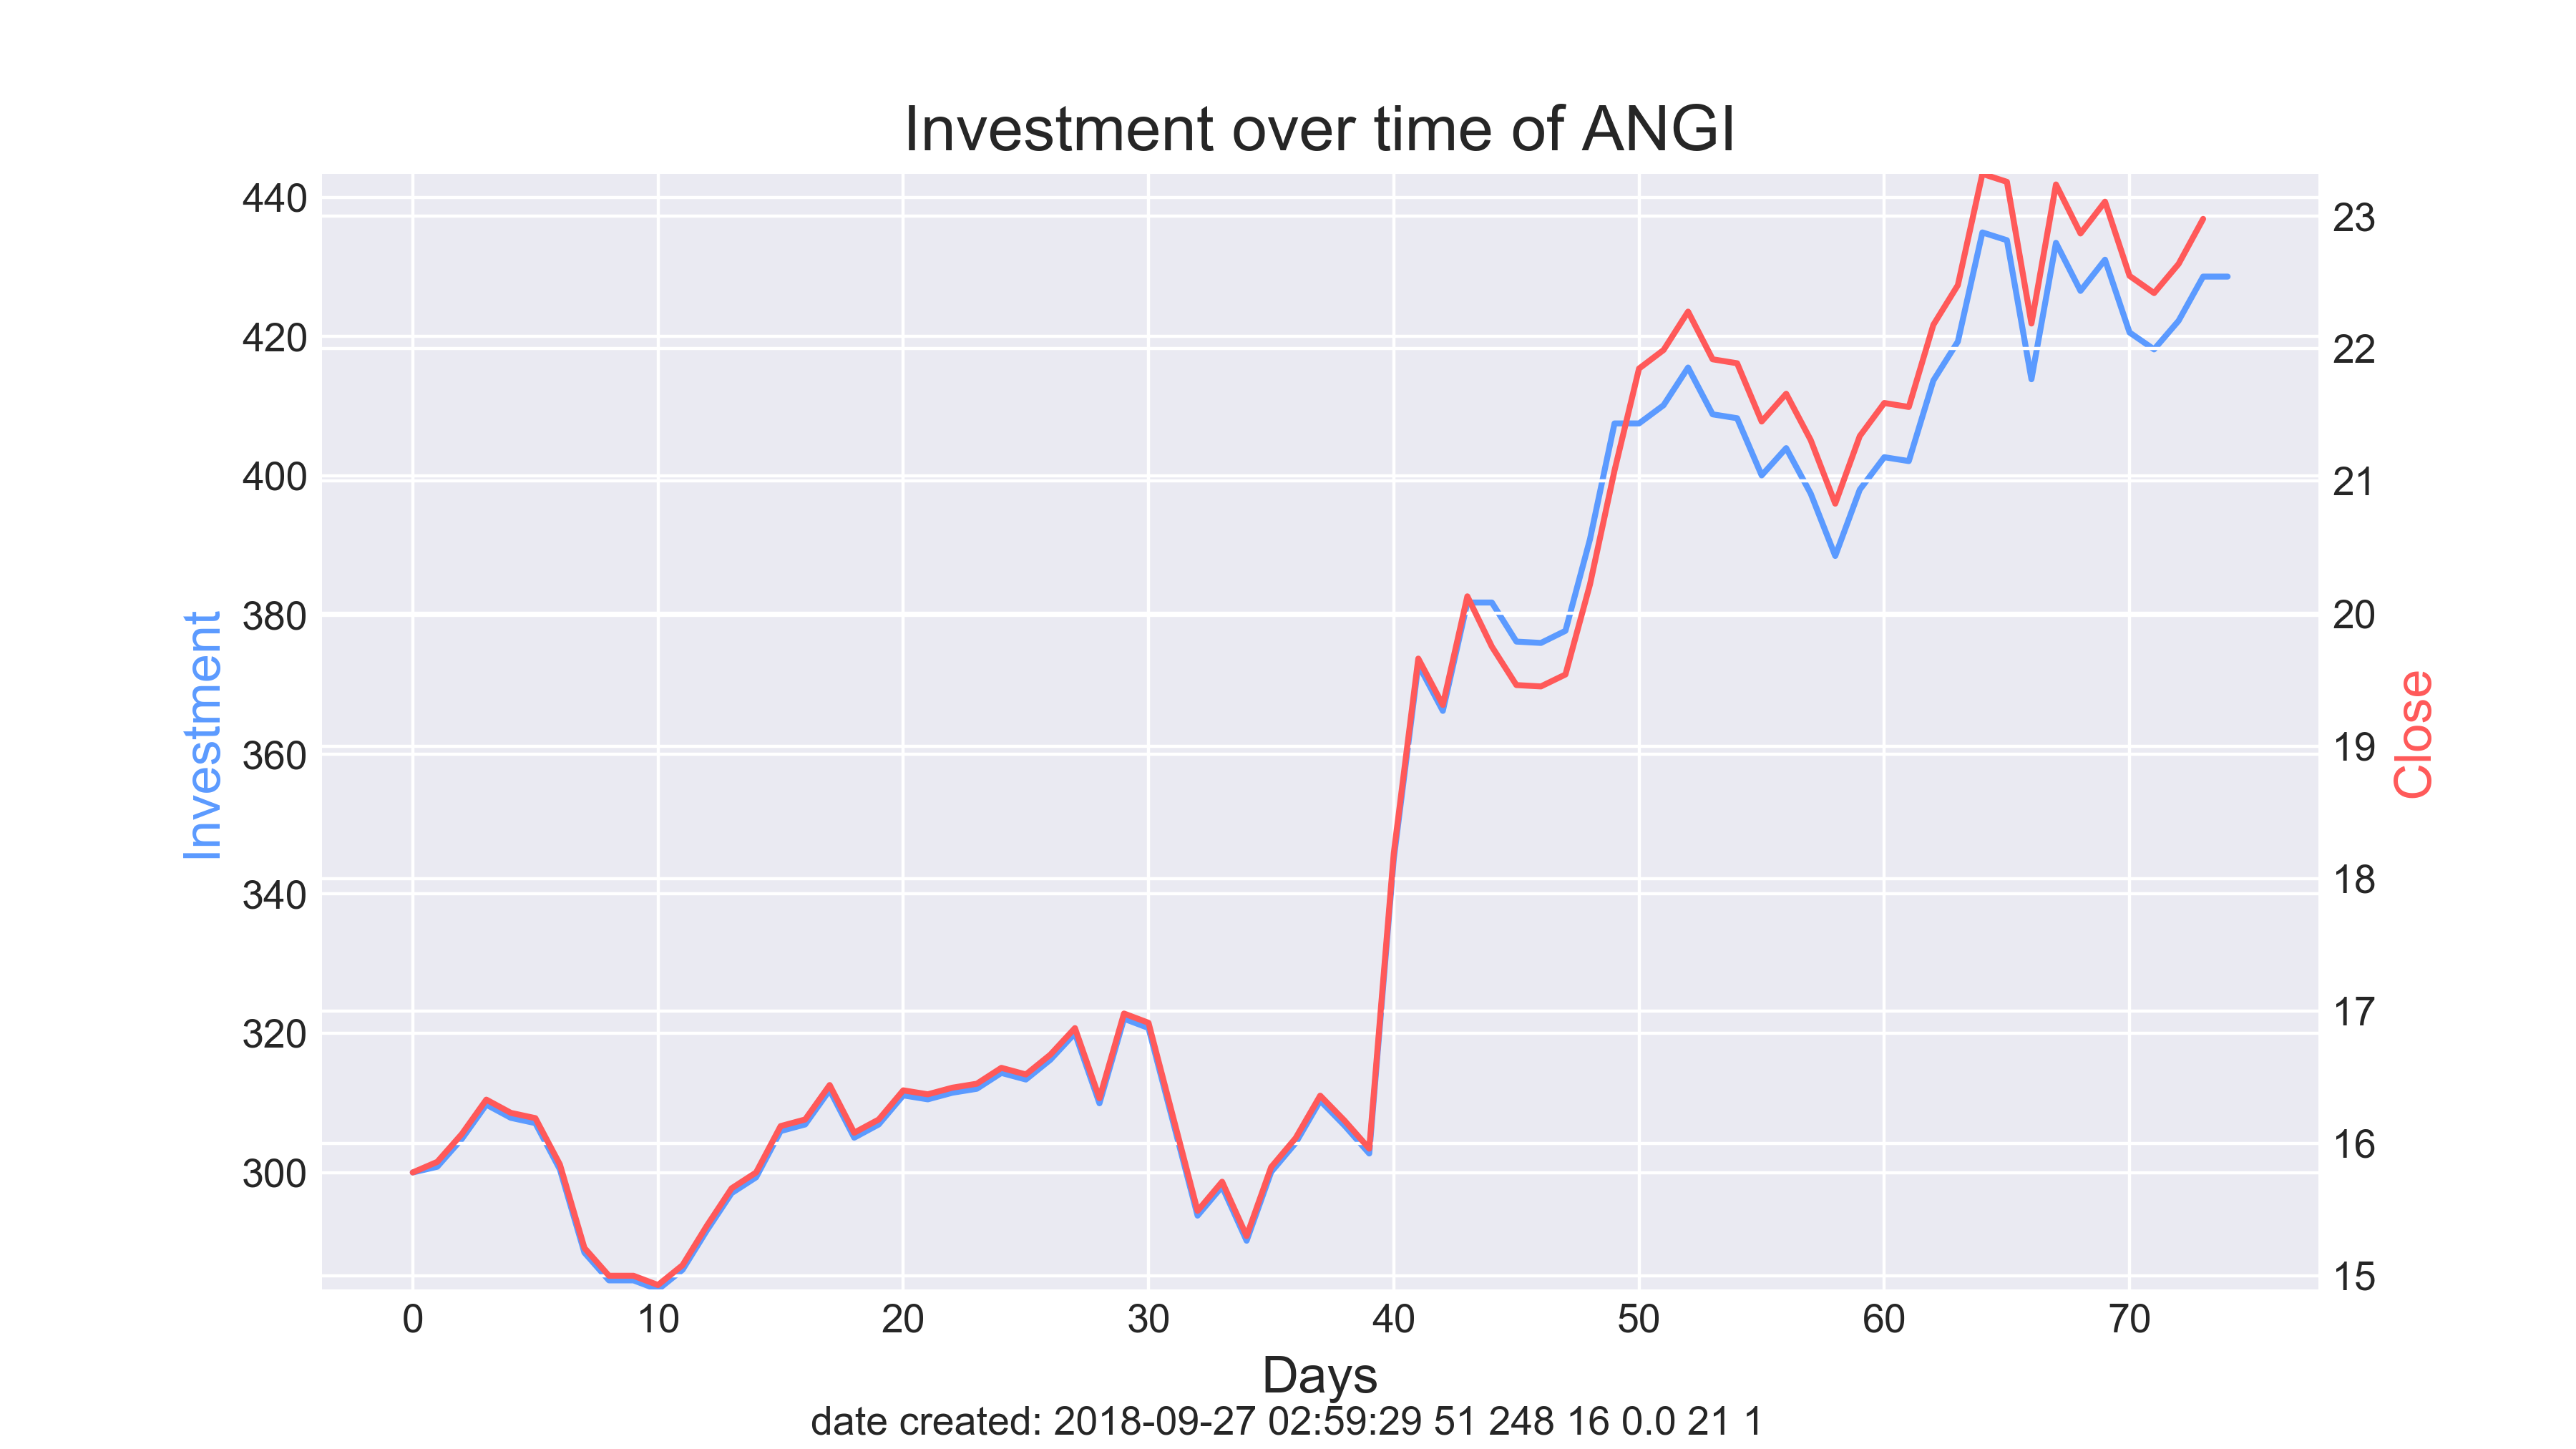 Investment over time of ANGI
440
420
400
380
360
340
320
300
Investment
23
22
21
20
19
18
17
16
15
Close
0 10 20 30 40 50 60 70
Days
date created: 2018-09-27 02:59:29 51 248 16 0.0 21 1